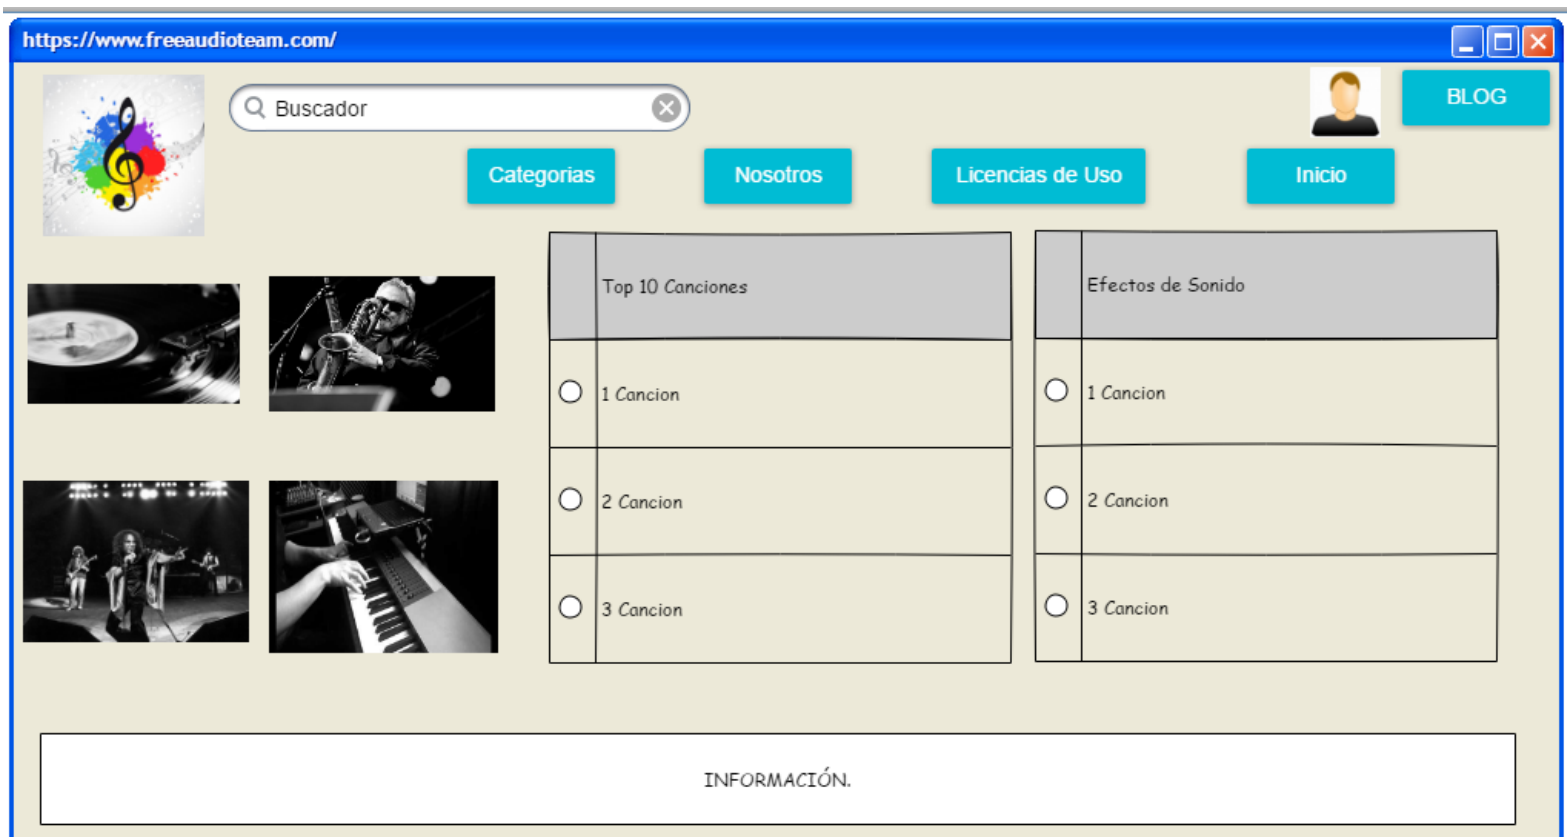 https://www.freeaudioteam.com/
Buscador
BLOG
Categorias
Nosotros
Licencias de Uso
Inicio
Top 10 Canciones
1 Cancion
2 Cancion
3 Cancion
Efectos de Sonido
1 Cancion
2 Cancion
3 Cancion
INFORMACIÓN.